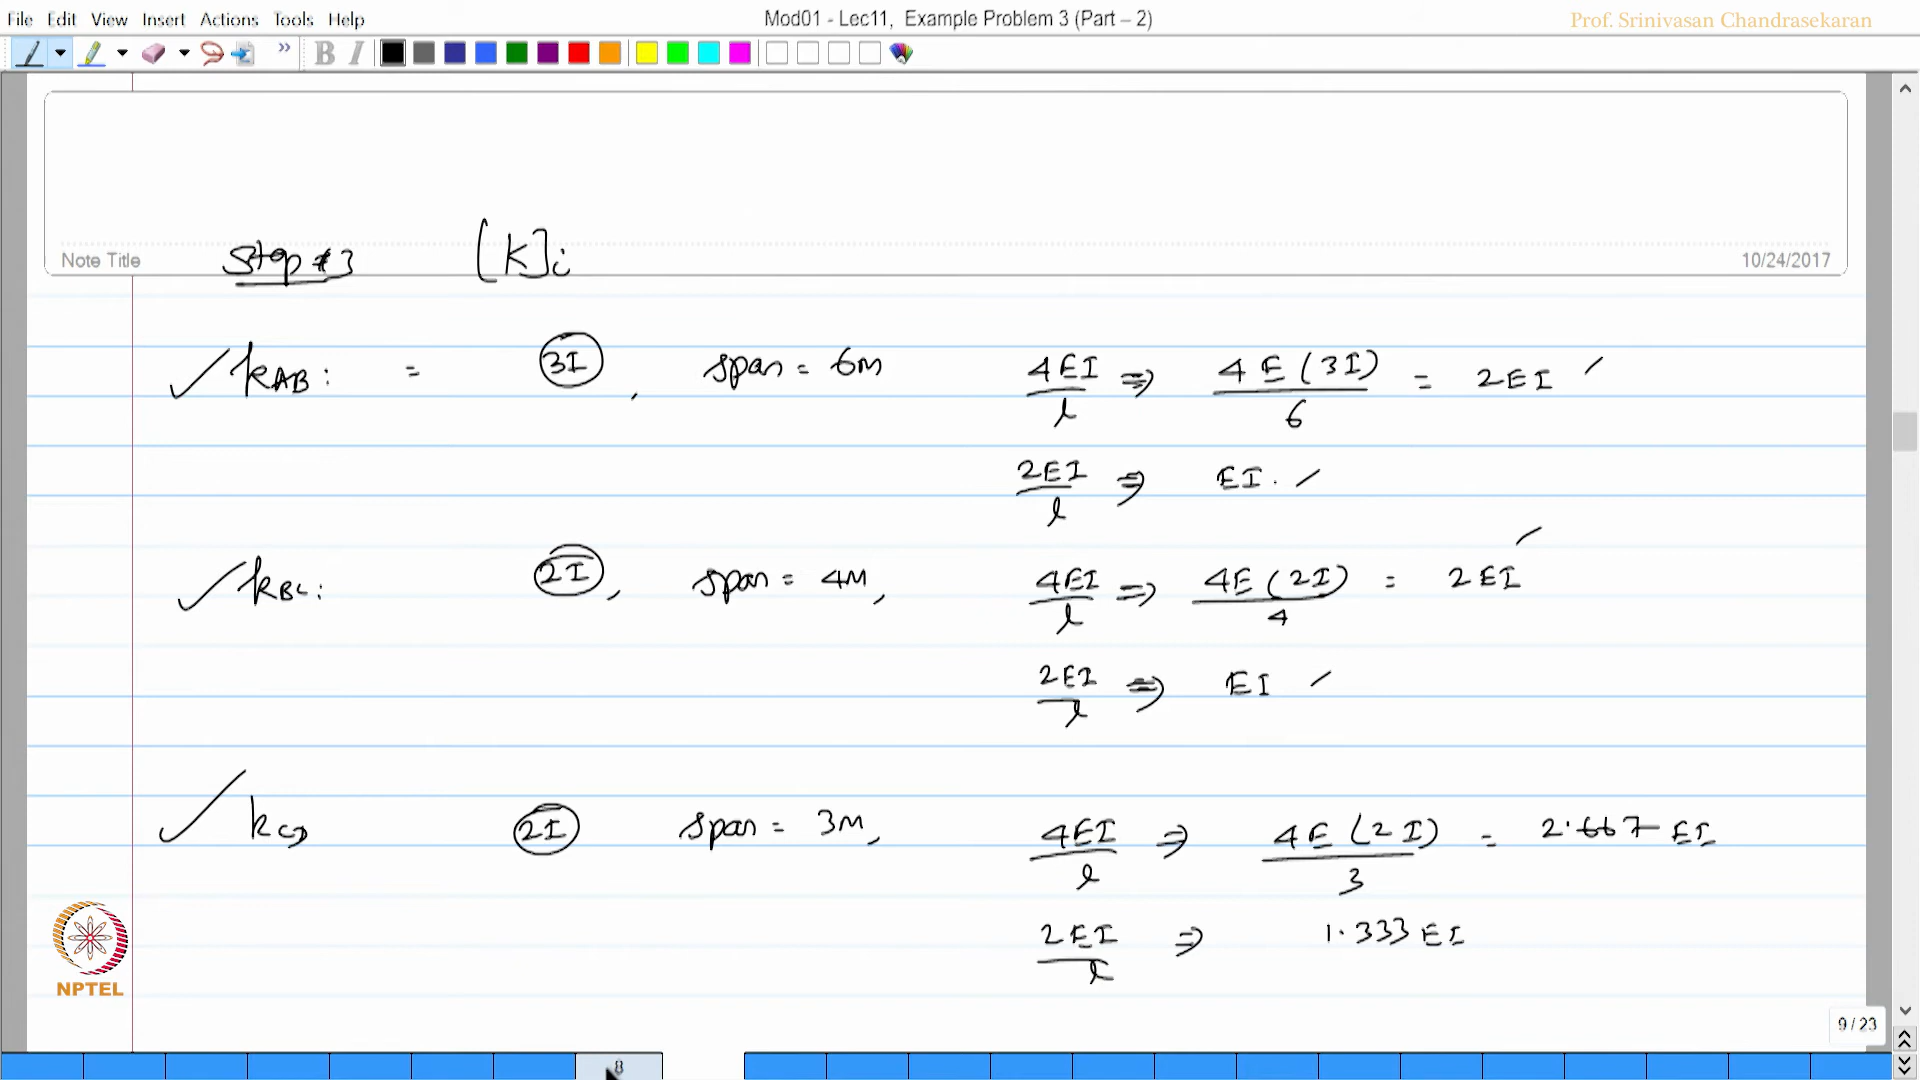 File Edit View Insert Actions Tools Help
Mod01 - Lec11, Example Problem 3 (Part – 2)
Prof. Srinivasan Chandrasekaran
B I
Note Title
Step #3 [K]i
10/24/2017
kAB: = 3I, span = 6m 4EI/l ⇒ 4E(3I)/6 = 2EI
2EI/l ⇒ EI.
kBC: 2I, span = 4m, 4EI/l ⇒ 4E(2I)/4 = 2EI
2EI/l ⇒ EI
kCD 2I span = 3m, 4EI/l ⇒ 4E(2I)/3 = 2.667 EI
2EI/l ⇒ 1.333 EI
NPTEL
9 / 23
8